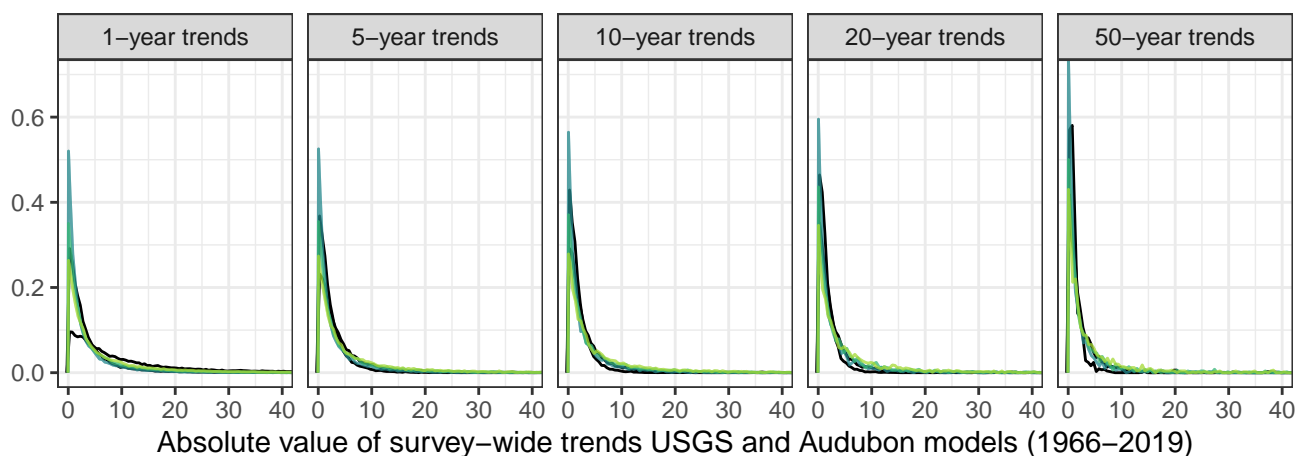 1−year trends 5−year trends 10−year trends 20−year trends 50−year trends
0.6
0.4
0.2
0.0
0 10 20 30 40 0 10 20 30 40 0 10 20 30 40 0 10 20 30 40 0 10 20 30 40
Absolute value of survey−wide trends USGS and Audubon models (1966−2019)